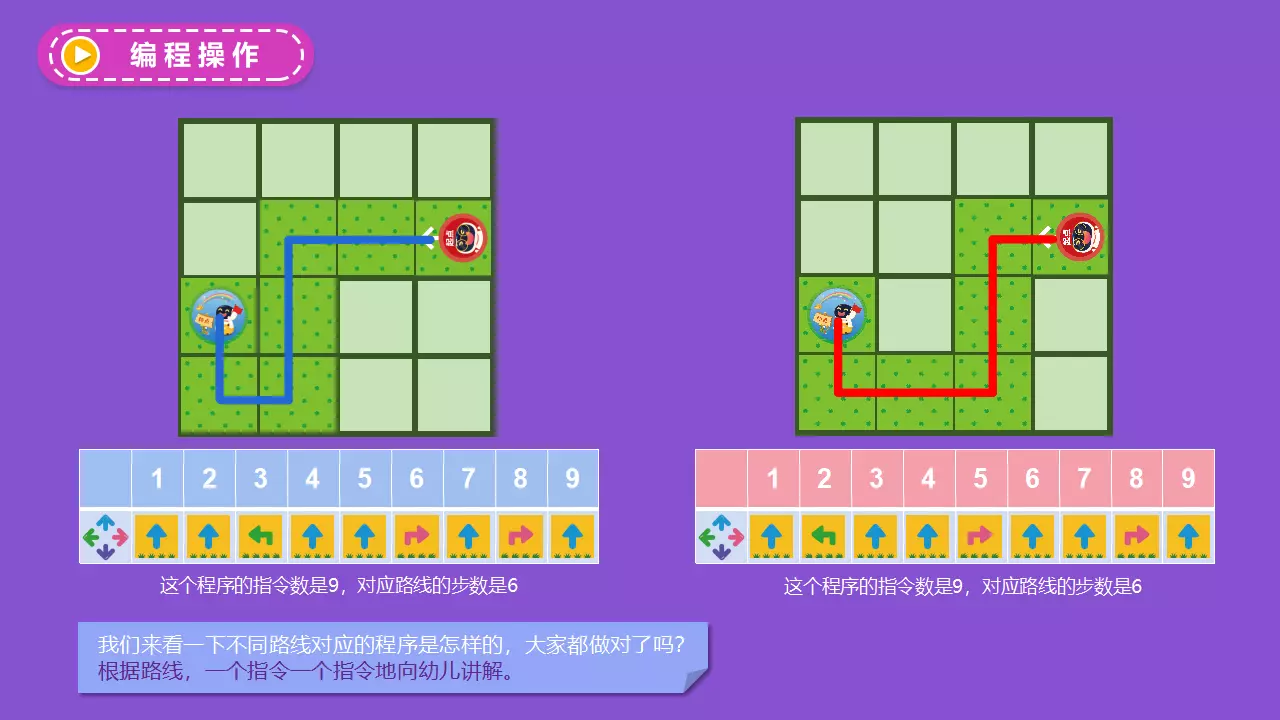 编程操作
1 2 3 4 5 6 7 8 9
这个程序的指令数是9，对应路线的步数是6
1 2 3 4 5 6 7 8 9
这个程序的指令数是9，对应路线的步数是6
我们来看一下不同路线对应的程序是怎样的，大家都做对了吗？
根据路线，一个指令一个指令地向幼儿讲解。